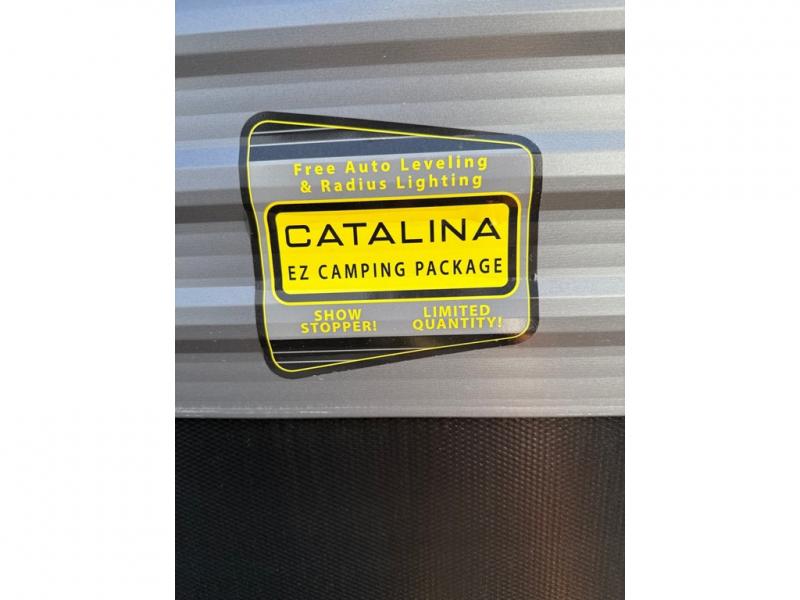 Free Auto Leveling
& Radius Lighting
CATALINA
EZ CAMPING PACKAGE
SHOW
STOPPER!
LIMITED
QUANTITY!